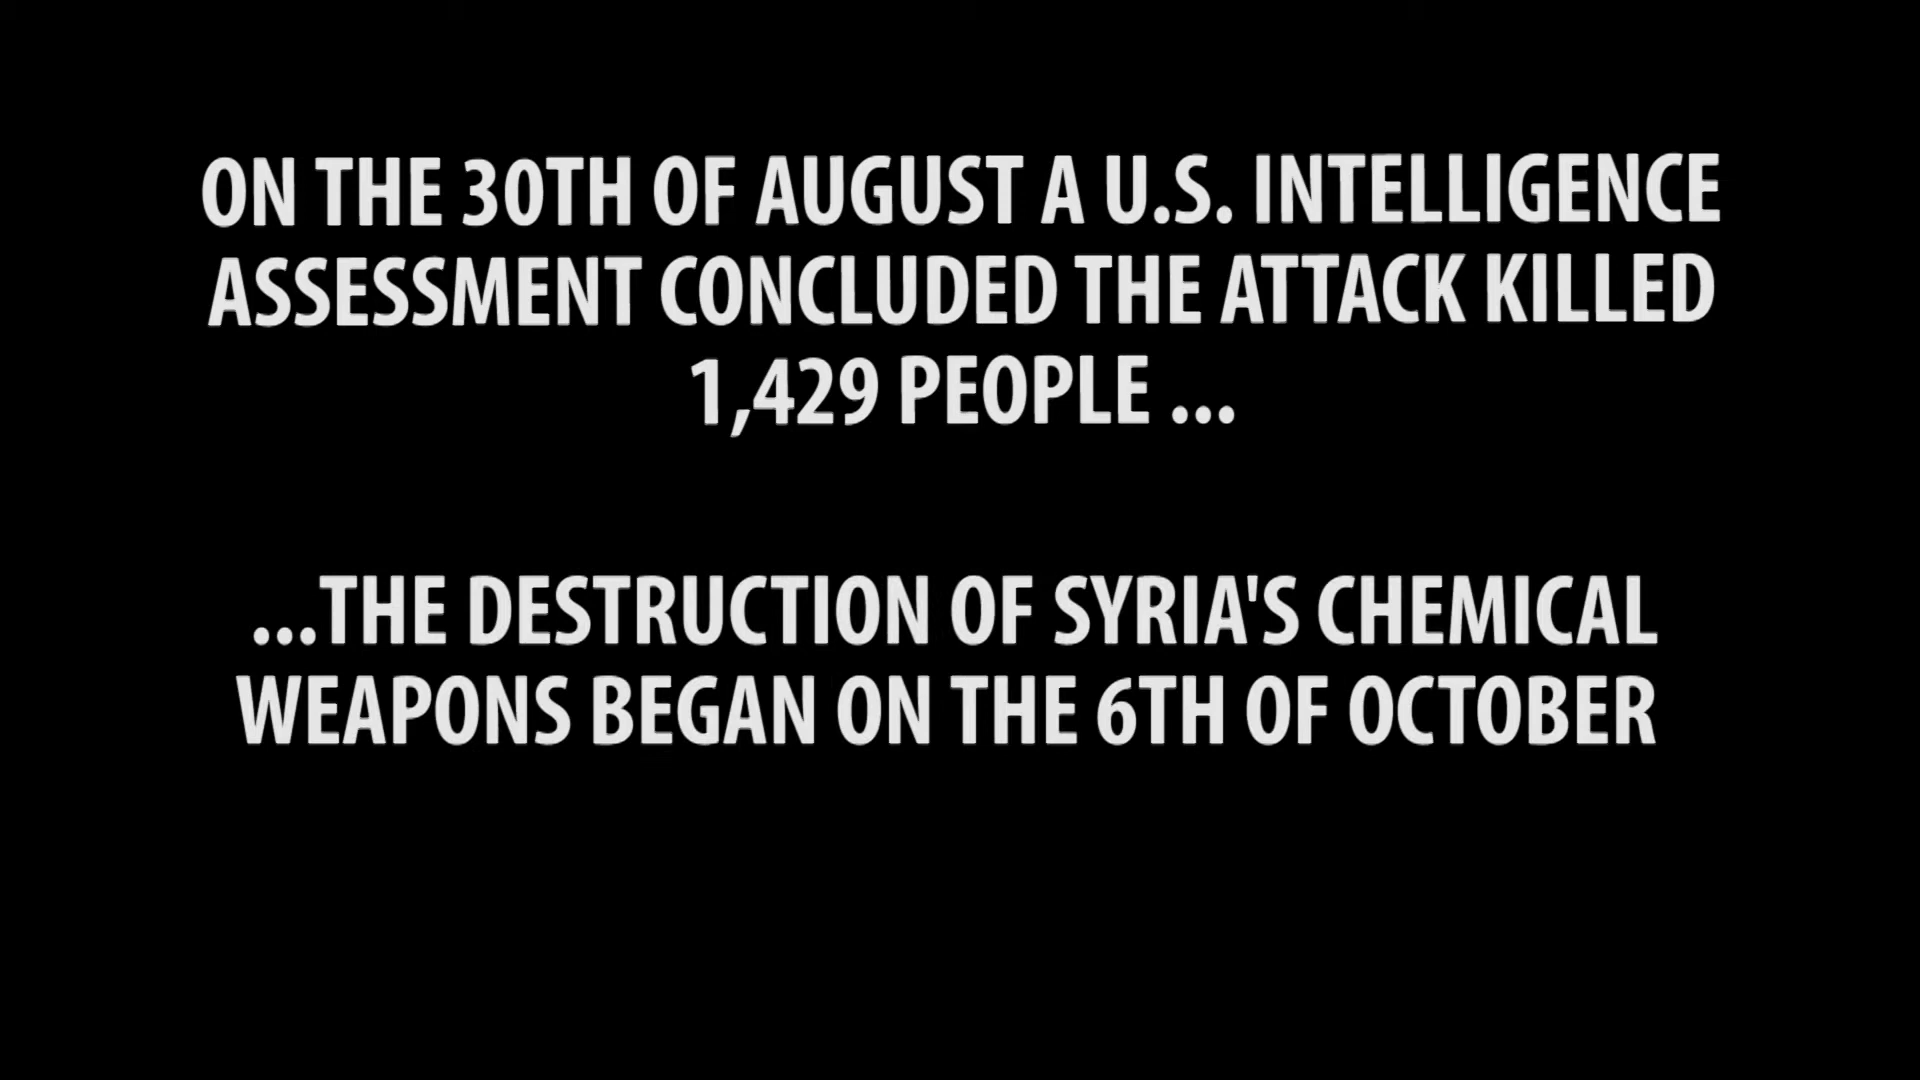 ON THE 30TH OF AUGUST A U.S. INTELLIGENCE
ASSESSMENT CONCLUDED THE ATTACK KILLED
1,429 PEOPLE ...
...THE DESTRUCTION OF SYRIA'S CHEMICAL
WEAPONS BEGAN ON THE 6TH OF OCTOBER